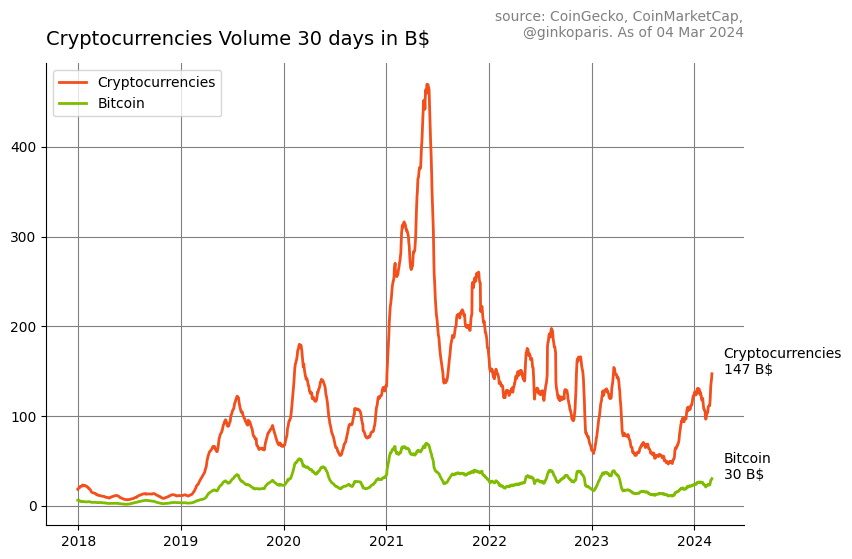 source: CoinGecko, CoinMarketCap,
@ginkoparis. As of 04 Mar 2024
Cryptocurrencies Volume 30 days in B$
Cryptocurrencies
Bitcoin
400
300
200
100
0
Cryptocurrencies
147 B$
Bitcoin
30 B$
2018 2019 2020 2021 2022 2023 2024